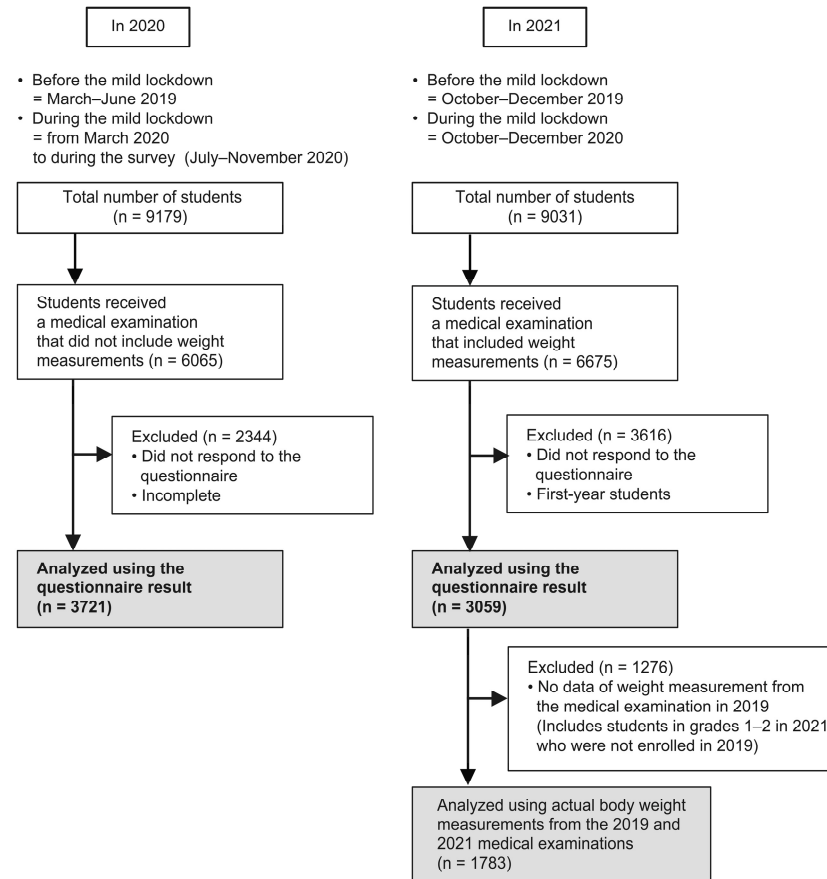 In 2020
• Before the mild lockdown
= March–June 2019
• During the mild lockdown
= from March 2020
to during the survey (July–November 2020)
Total number of students
(n = 9179)
Students received
a medical examination
that did not include weight
measurements (n = 6065)
Excluded (n = 2344)
• Did not respond to the
questionnaire
• Incomplete
Analyzed using the
questionnaire result
(n = 3721)
In 2021
• Before the mild lockdown
= October–December 2019
• During the mild lockdown
= October–December 2020
Total number of students
(n = 9031)
Students received
a medical examination
that included weight
measurements (n = 6675)
Excluded (n = 3616)
• Did not respond to the
questionnaire
• First-year students
Analyzed using the
questionnaire result
(n = 3059)
Excluded (n = 1276)
• No data of weight measurement from
the medical examination in 2019
(Includes students in grades 1–2 in 2021
who were not enrolled in 2019)
Analyzed using actual body weight
measurements from the 2019 and
2021 medical examinations
(n = 1783)